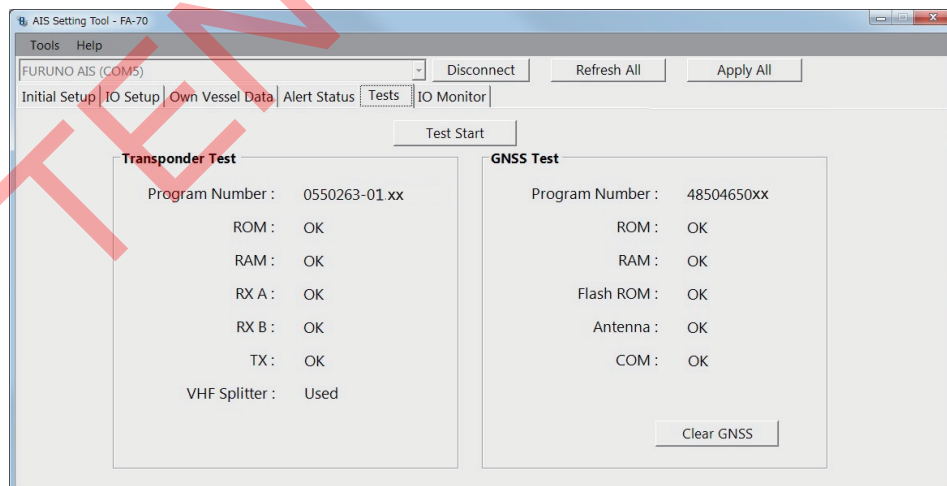 AIS Setting Tool - FA-70
Tools Help
FURUNO AIS (COM5) Disconnect Refresh All Apply All
Initial Setup IO Setup Own Vessel Data Alert Status Tests IO Monitor
Test Start
Transponder Test
Program Number : 0550263-01.xx
ROM : OK
RAM : OK
RX A : OK
RX B : OK
TX : OK
VHF Splitter : Used
GNSS Test
Program Number : 48504650xx
ROM : OK
RAM : OK
Flash ROM : OK
Antenna : OK
COM : OK
Clear GNSS
TEN